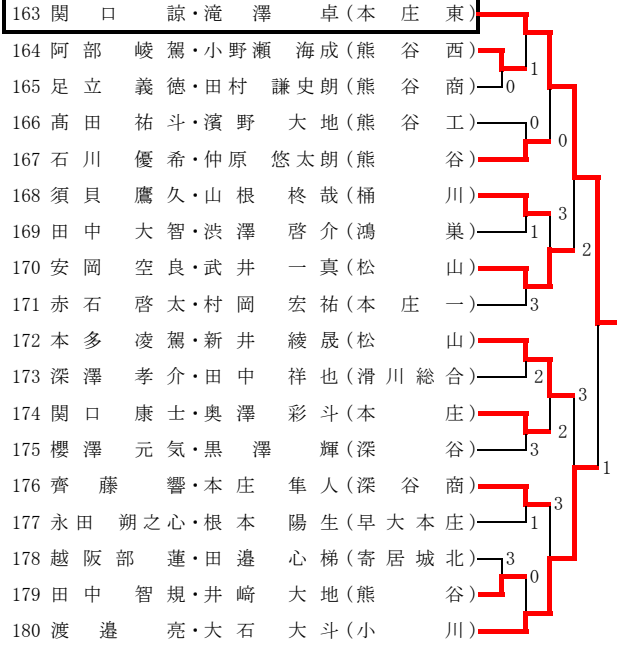 163 関口 諒・滝澤 卓(本庄東)
164 阿部 崚駕・小野瀬 海成(熊谷西)
1
165 足立 義徳・田村 謙史朗(熊谷商)
0
166 髙田 祐斗・濱野 大地(熊谷工)
0
0
167 石川 優希・仲原 悠太朗(熊谷)
168 須貝 鷹久・山根 柊哉(桶川)
3
169 田中 大智・渋澤 啓介(鴻巣)
1
2
170 安岡 空良・武井 一真(松山)
171 赤石 啓太・村岡 宏祐(本庄一)
3
172 本多 凌駕・新井 綾晟(松山)
173 深澤 孝介・田中 祥也(滑川総合)
2
3
174 関口 康士・奥澤 彩斗(本庄)
2
175 櫻澤 元気・黒澤 輝(深谷)
3
1
176 齊藤 響・本庄 隼人(深谷商)
3
177 永田 朔之心・根本 陽生(早大本庄)
1
178 越阪部 蓮・田邉 心梯(寄居城北)
3
0
179 田中 智規・井﨑 大地(熊谷)
180 渡邉 亮・大石 大斗(小川)